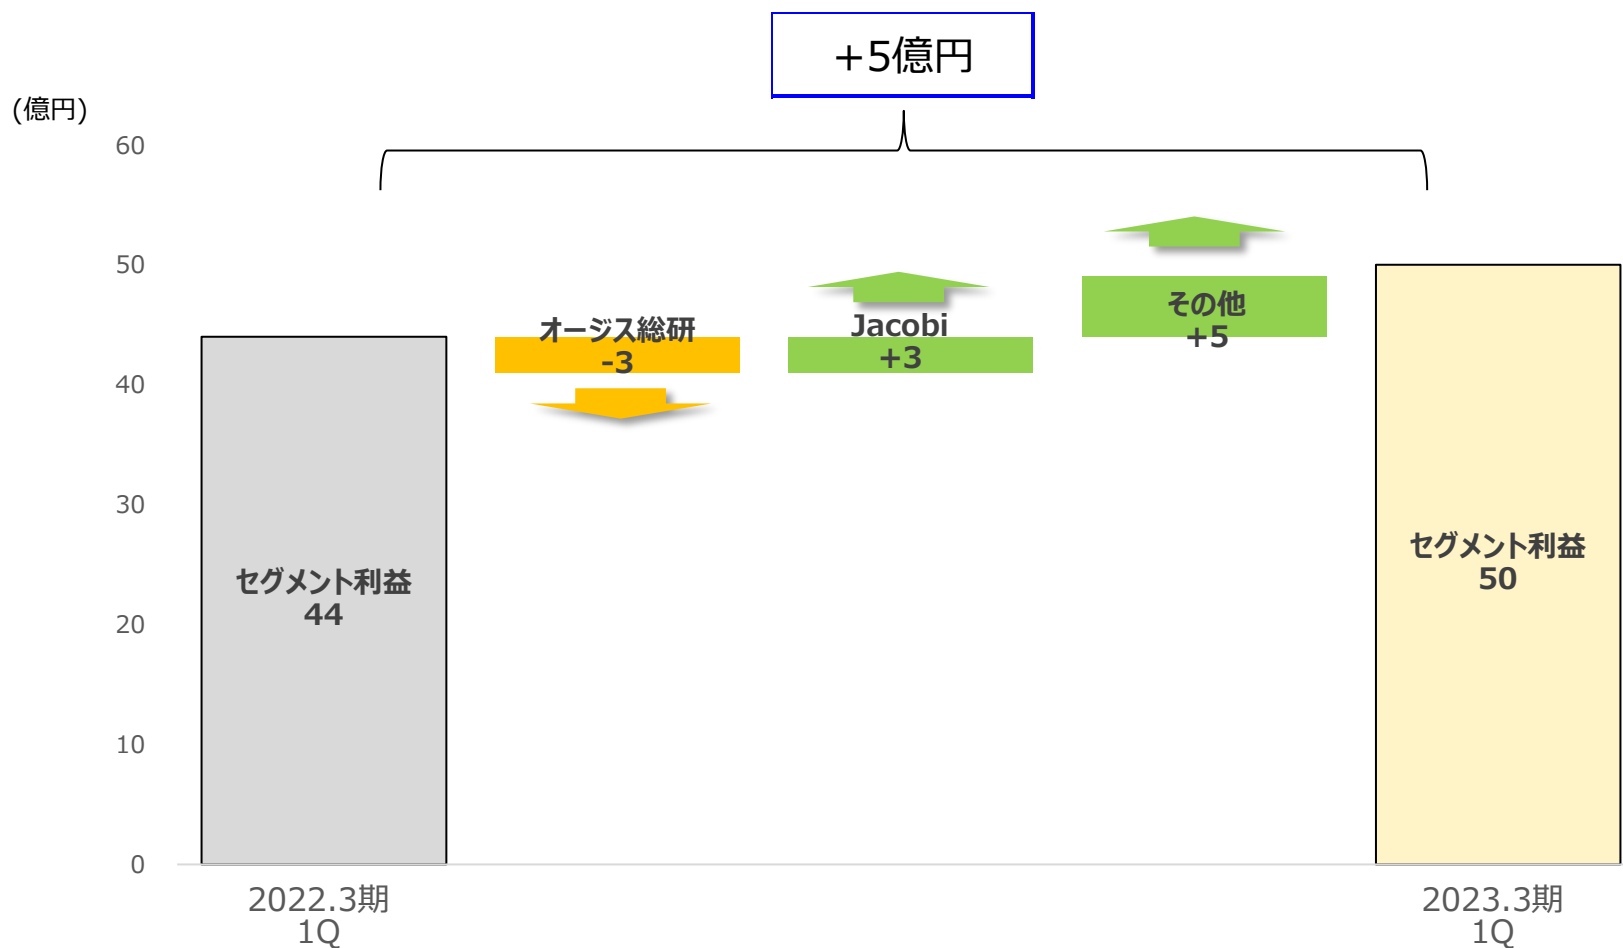 +5億円
(億円)
60
50
40
30
20
10
0
セグメント利益
44
オージス総研
-3
Jacobi
+3
その他
+5
セグメント利益
50
2022.3期
1Q
2023.3期
1Q